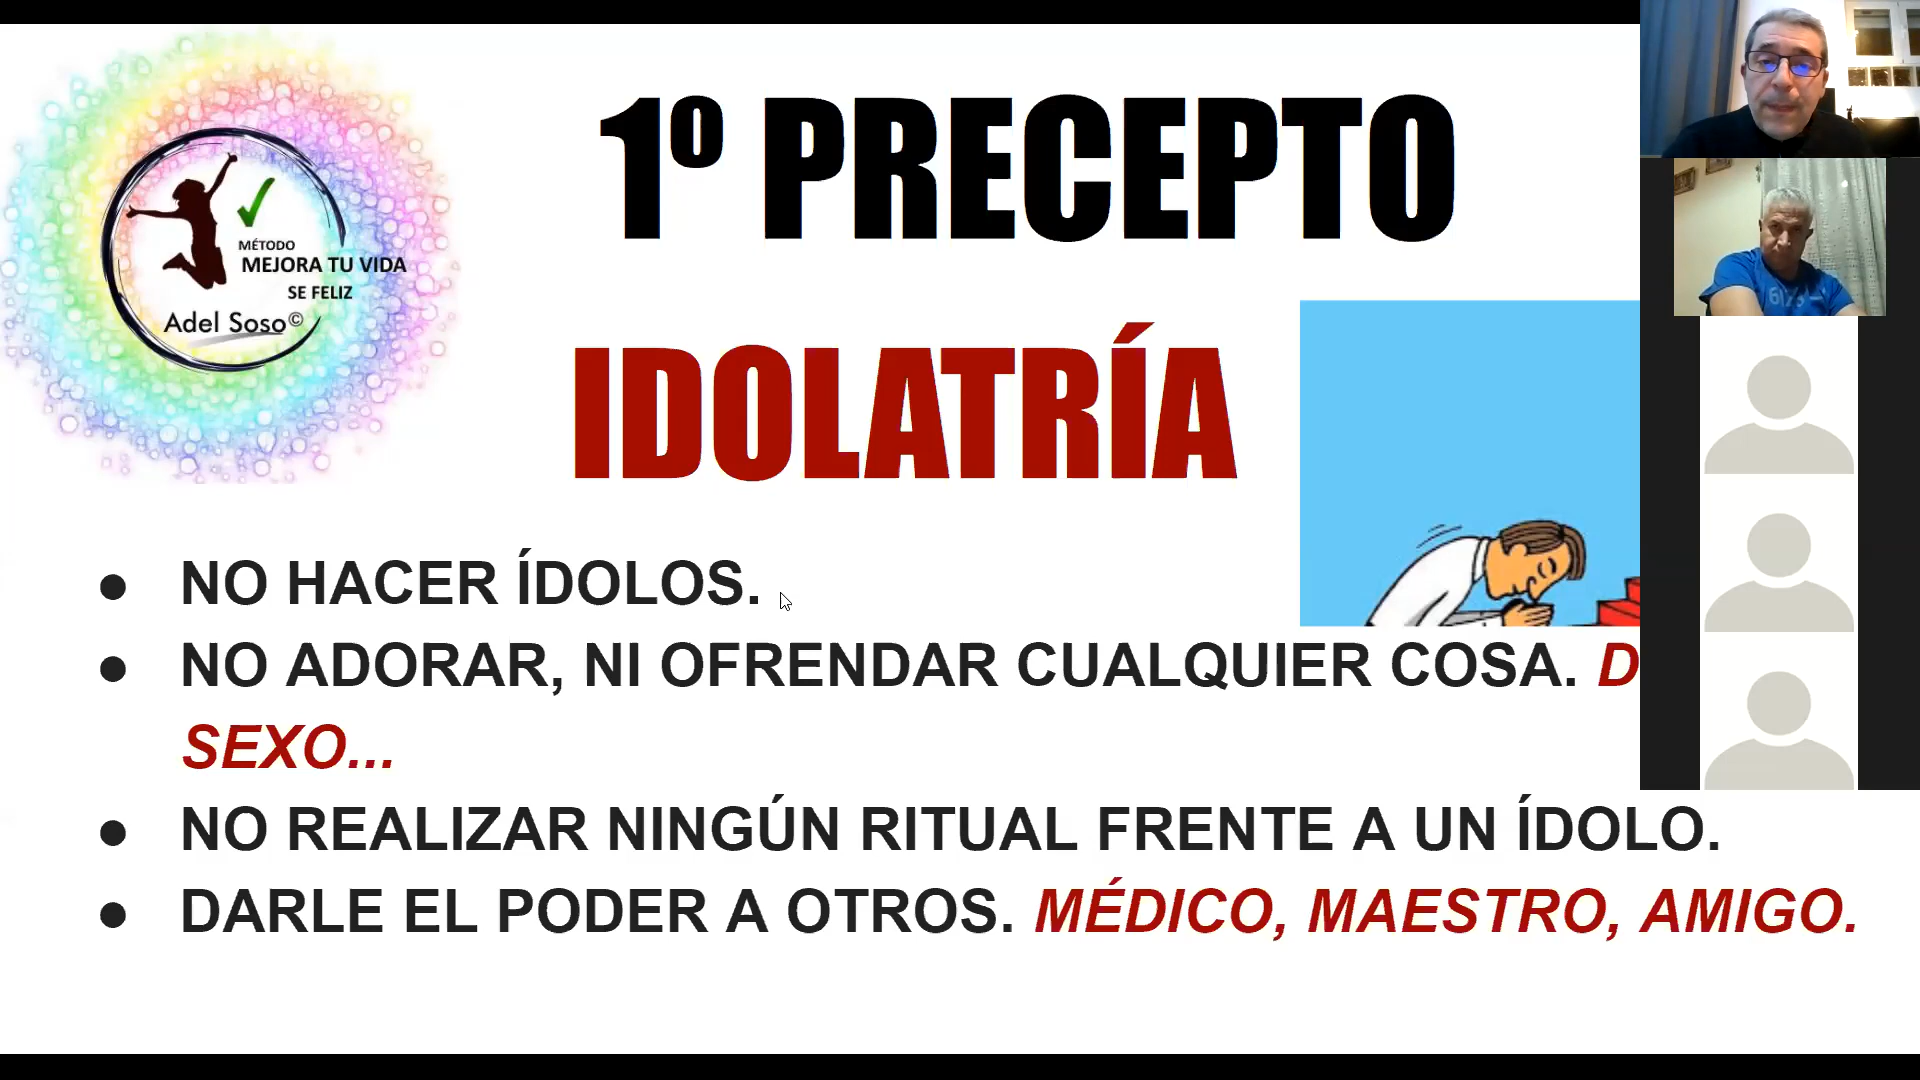 1º PRECEPTO
MÉTODO
MEJORA TU VIDA
SE FELIZ
Adel Soso©
IDOLATRÍA
● NO HACER ÍDOLOS.
● NO ADORAR, NI OFRENDAR CUALQUIER COSA. D
SEXO...
● NO REALIZAR NINGÚN RITUAL FRENTE A UN ÍDOLO.
● DARLE EL PODER A OTROS. MÉDICO, MAESTRO, AMIGO.